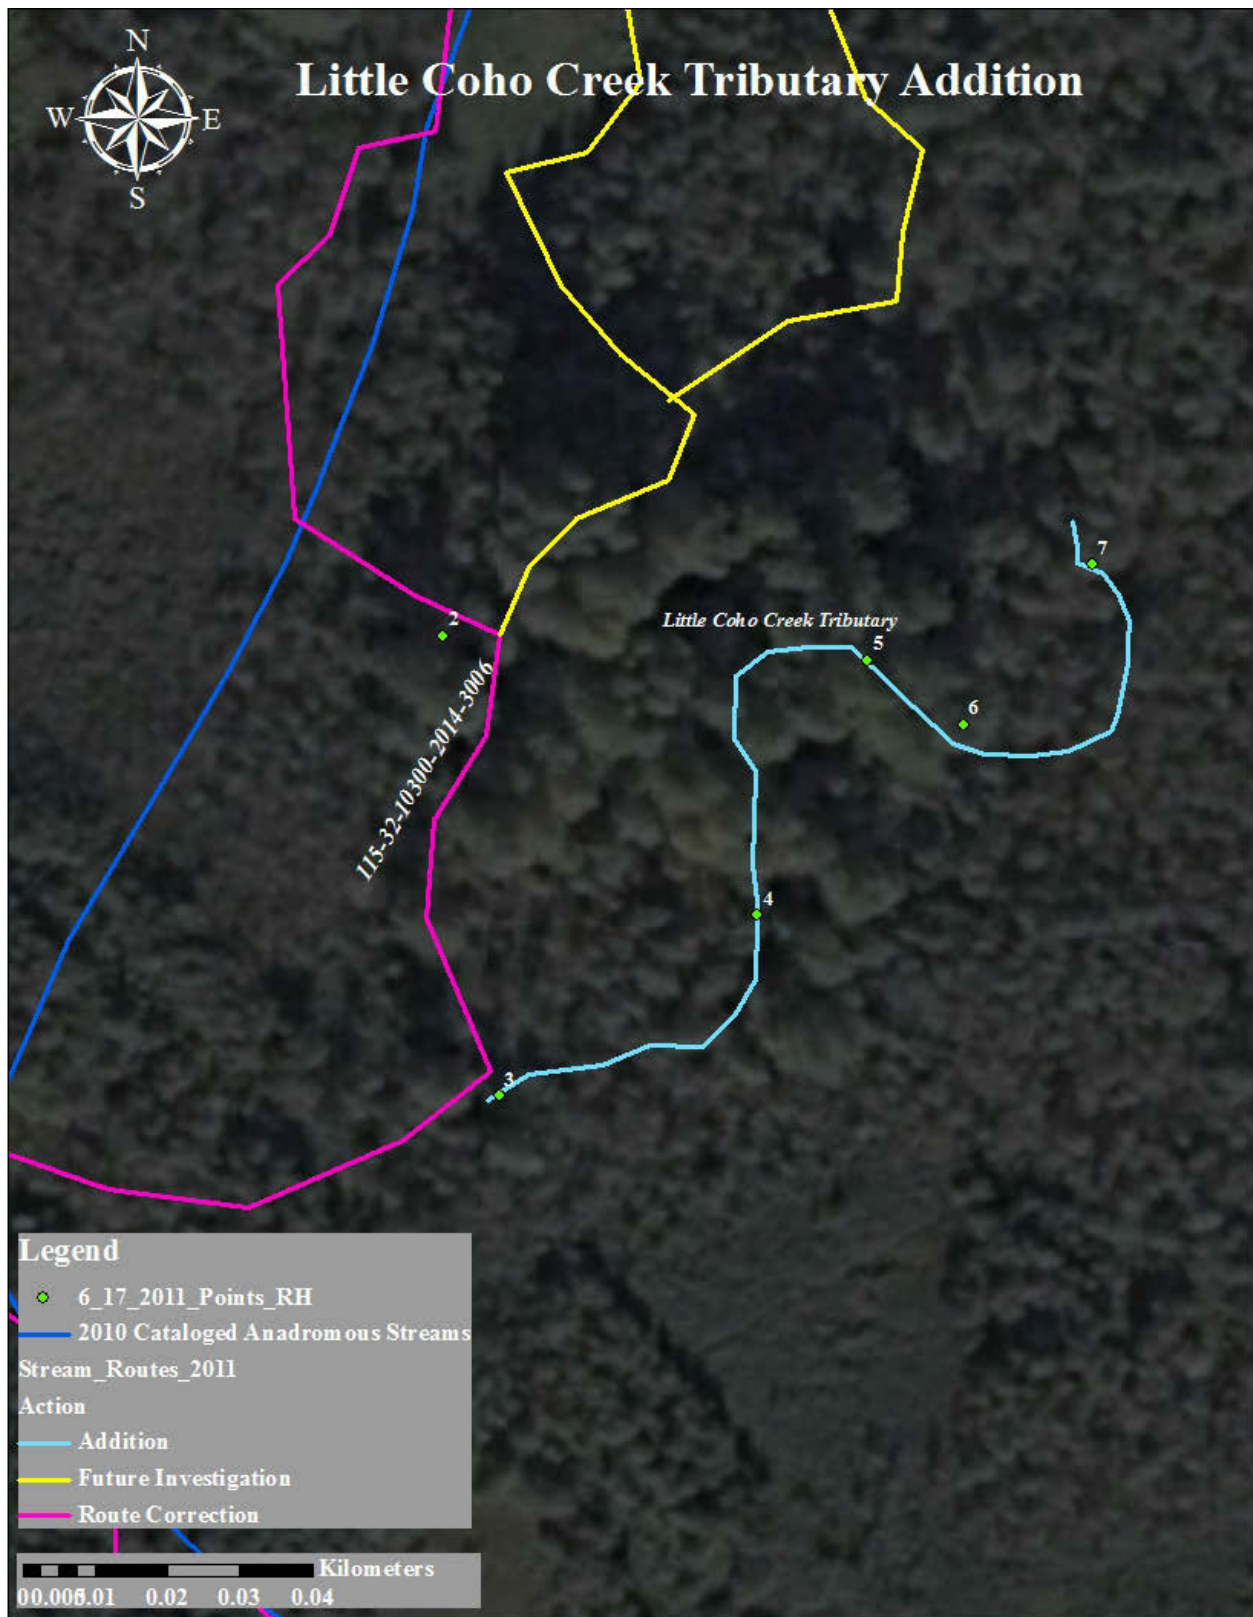 N
Little Coho Creek Tributary Addition
W
E
S
7
2
Little Coho Creek Tributary
5
115-32-10300-2014-3006
6
4
3
Legend
6_17_2011_Points_RH
2010 Cataloged Anadromous Streams
Stream_Routes_2011
Action
Addition
Future Investigation
Route Correction
Kilometers
0 0.02 0.03 0.04